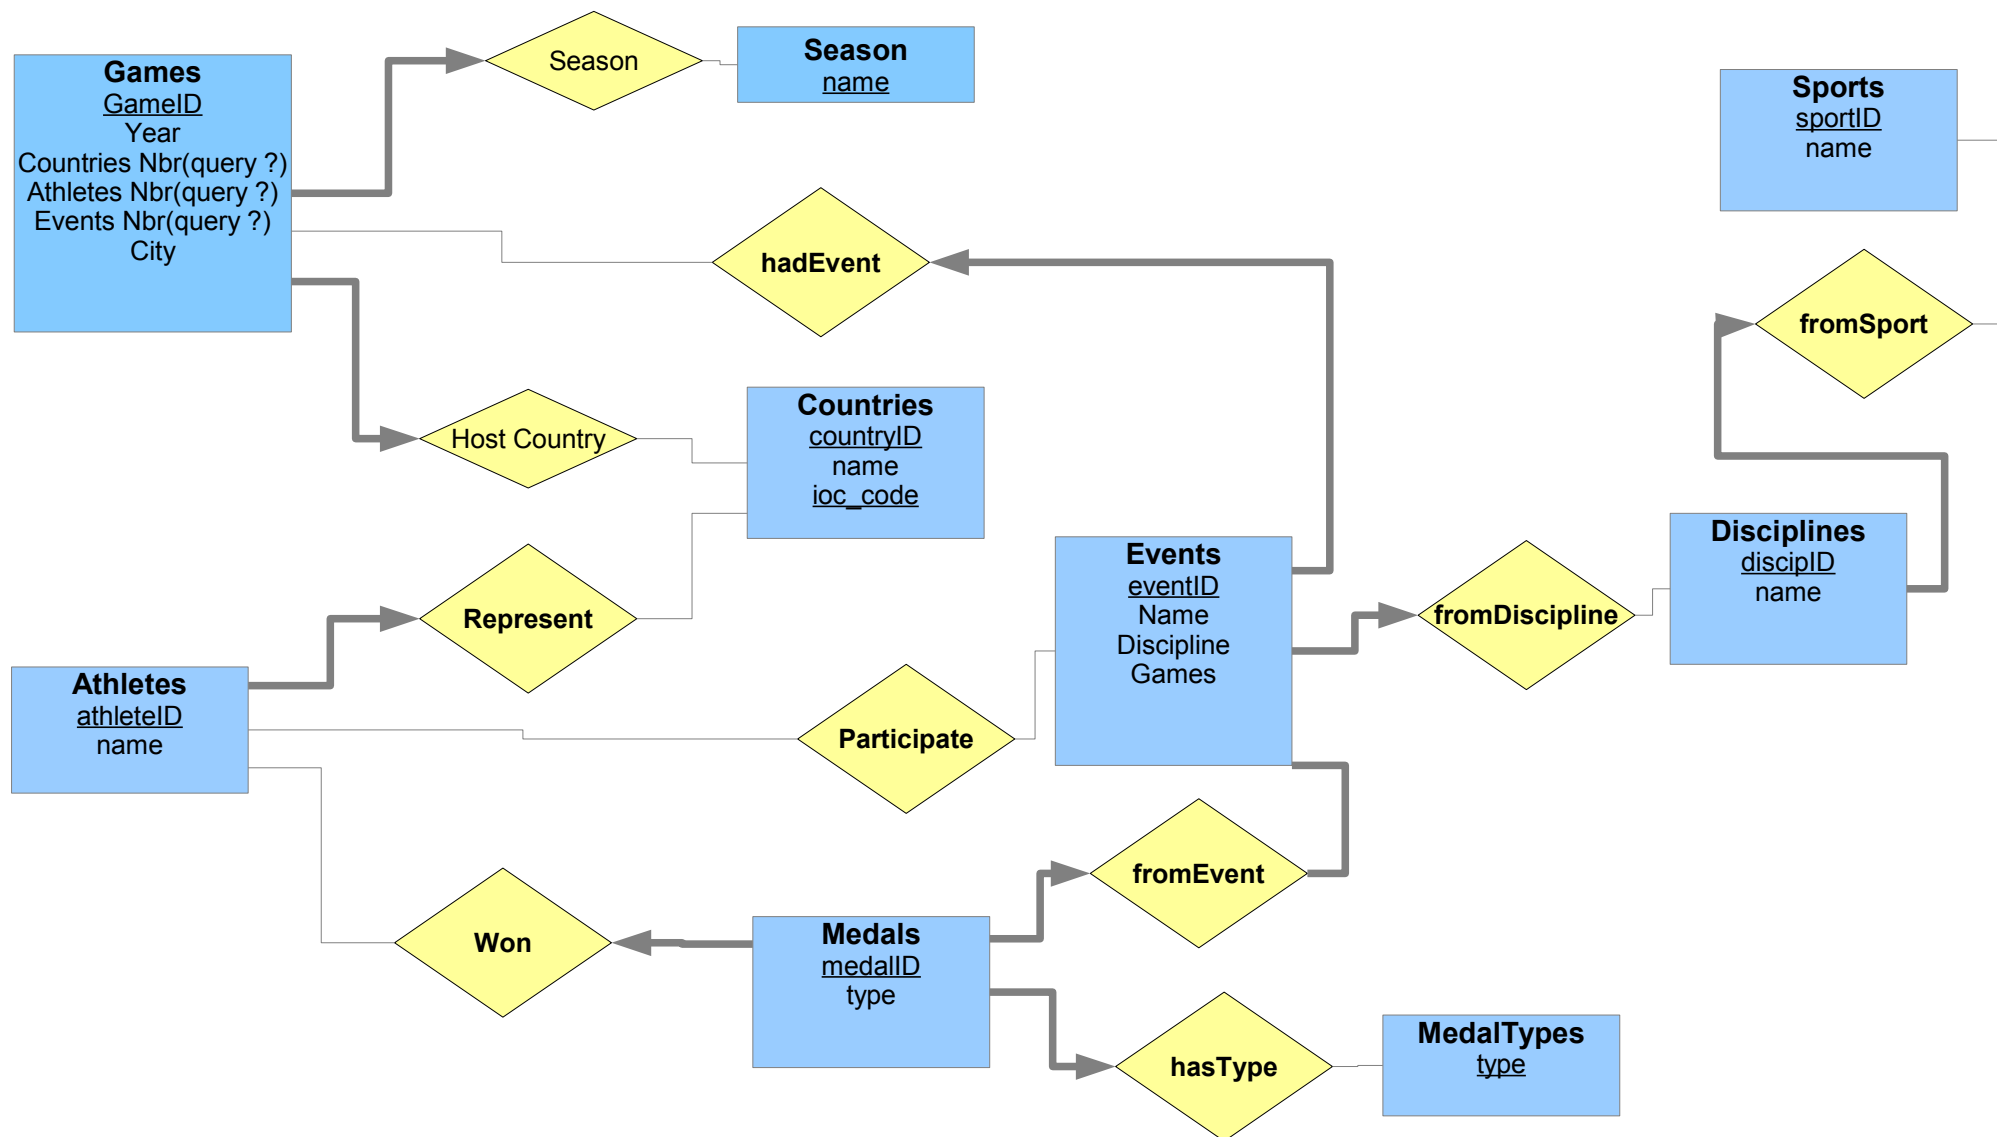 Season
Season
name
Games
GameID
Year
Countries Nbr(query ?)
Athletes Nbr(query ?)
Events Nbr(query ?)
City
Sports
sportID
name
hadEvent
fromSport
Host Country
Countries
countryID
name
ioc_code
Represent
Events
eventID
Name
Discipline
Games
fromDiscipline
Disciplines
discipID
name
Athletes
athleteID
name
Participate
fromEvent
Won
Medals
medalID
type
hasType
MedalTypes
type